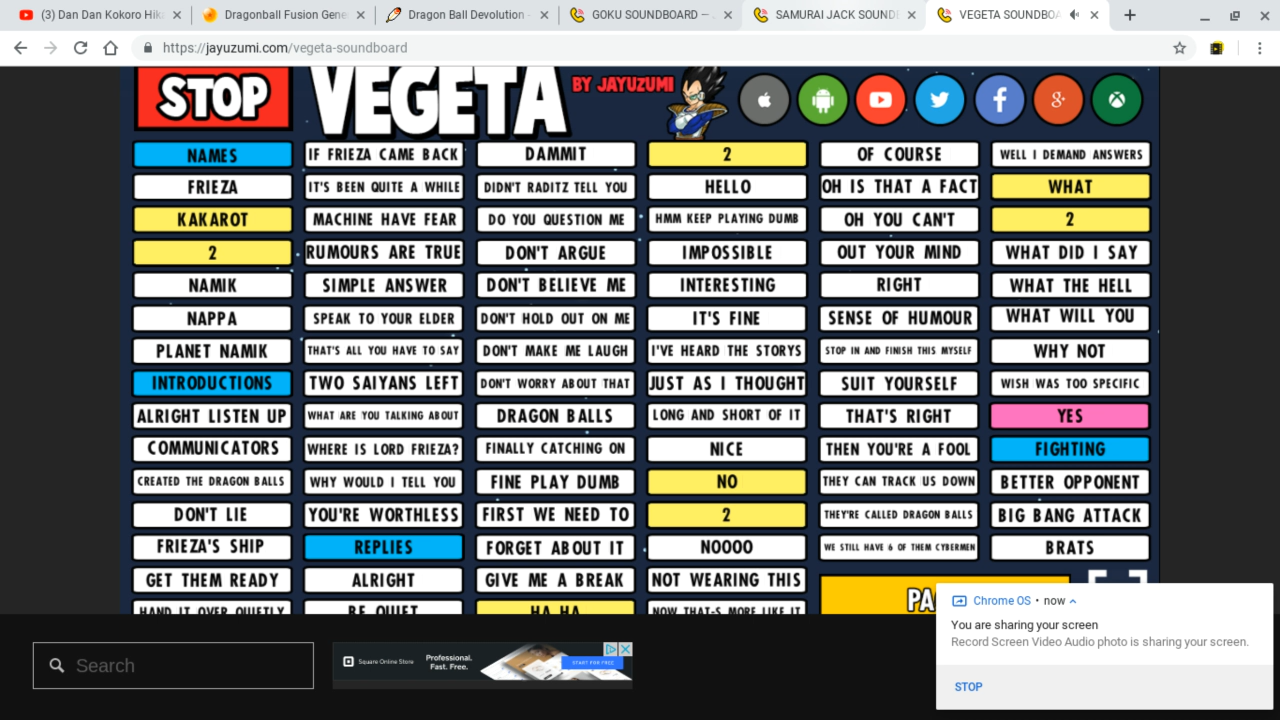 (3) Dan Dan Kokoro Hik
Dragonball Fusion Gene
Dragon Ball Devolution -
GOKU SOUNDBOARD —
SAMURAI JACK SOUND
VEGETA SOUNDBOA
https://jayuzumi.com/vegeta-soundboard
STOP
VEGETA
BY JAYUZUMI
NAMES
FRIEZA
KAKAROT
2
NAMIK
NAPPA
PLANET NAMIK
INTRODUCTIONS
ALRIGHT LISTEN UP
COMMUNICATORS
CREATED THE DRAGON BALLS
DON'T LIE
FRIEZA'S SHIP
GET THEM READY
HAND IT OVER QUIETLY
IF FRIEZA CAME BACK
IT'S BEEN QUITE A WHILE
MACHINE HAVE FEAR
RUMOURS ARE TRUE
SIMPLE ANSWER
SPEAK TO YOUR ELDER
THAT'S ALL YOU HAVE TO SAY
TWO SAIYANS LEFT
WHAT ARE YOU TALKING ABOUT
WHERE IS LORD FRIEZA?
WHY WOULD I TELL YOU
YOU'RE WORTHLESS
REPLIES
ALRIGHT
BE QUIET
DAMMIT
DIDN'T RADITZ TELL YOU
DO YOU QUESTION ME
DON'T ARGUE
DON'T BELIEVE ME
DON'T HOLD OUT ON ME
DON'T MAKE ME LAUGH
DON'T WORRY ABOUT THAT
DRAGON BALLS
FINALLY CATCHING ON
FINE PLAY DUMB
FIRST WE NEED TO
FORGET ABOUT IT
GIVE ME A BREAK
HA HA
2
HELLO
HMM KEEP PLAYING DUMB
IMPOSSIBLE
INTERESTING
IT'S FINE
I'VE HEARD THE STORYS
JUST AS I THOUGHT
LONG AND SHORT OF IT
NICE
NO
2
NOOOO
NOT WEARING THIS
NOW THAT-S MORE LIKE IT
OF COURSE
OH IS THAT A FACT
OH YOU CAN'T
OUT YOUR MIND
RIGHT
SENSE OF HUMOUR
STOP IN AND FINISH THIS MYSELF
SUIT YOURSELF
THAT'S RIGHT
THEN YOU'RE A FOOL
THEY CAN TRACK US DOWN
THEY'RE CALLED DRAGON BALLS
WE STILL HAVE 6 OF THEM CYBERMEN
PA
WELL I DEMAND ANSWERS
WHAT
2
WHAT DID I SAY
WHAT THE HELL
WHAT WILL YOU
WHY NOT
WISH WAS TOO SPECIFIC
YES
FIGHTING
BETTER OPPONENT
BIG BANG ATTACK
BRATS
Search
Square Online Store
Professional.
Fast. Free.
START FOR FREE
Chrome OS • now
You are sharing your screen
Record Screen Video Audio photo is sharing your screen.
STOP